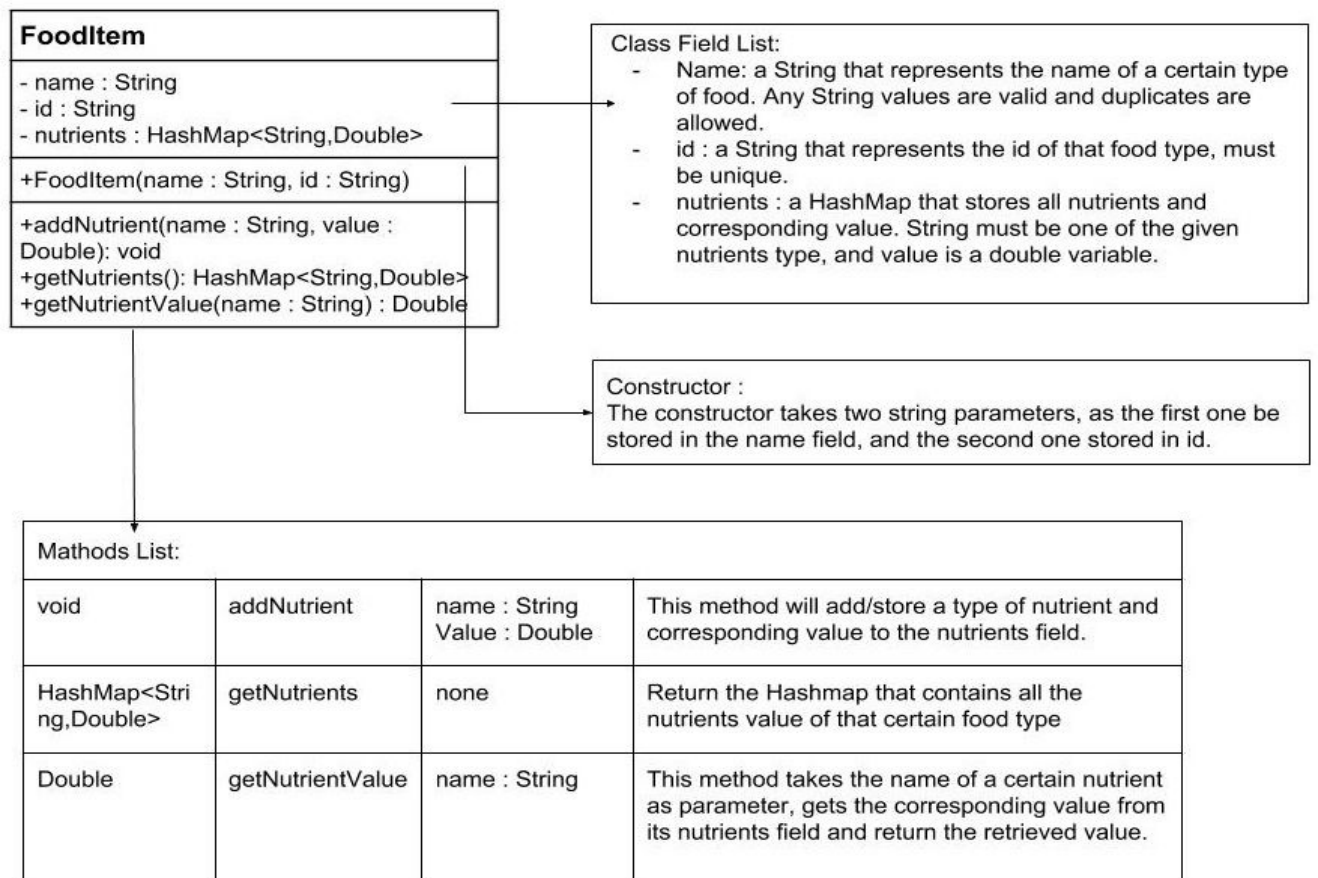 FoodItem
- name : String
- id : String
- nutrients : HashMap<String,Double>
+FoodItem(name : String, id : String)
+addNutrient(name : String, value :
Double): void
+getNutrients(): HashMap<String,Double>
+getNutrientValue(name : String) : Double
Class Field List:
- Name: a String that represents the name of a certain type
of food. Any String values are valid and duplicates are
allowed.
- id : a String that represents the id of that food type, must
be unique.
- nutrients : a HashMap that stores all nutrients and
corresponding value. String must be one of the given
nutrients type, and value is a double variable.
Constructor :
The constructor takes two string parameters, as the first one be
stored in the name field, and the second one stored in id.
Mathods List:
void
addNutrient
name : String
Value : Double
This method will add/store a type of nutrient and
corresponding value to the nutrients field.
HashMap<Stri
ng,Double>
getNutrients
none
Return the Hashmap that contains all the
nutrients value of that certain food type
Double
getNutrientValue
name : String
This method takes the name of a certain nutrient
as parameter, gets the corresponding value from
its nutrients field and return the retrieved value.